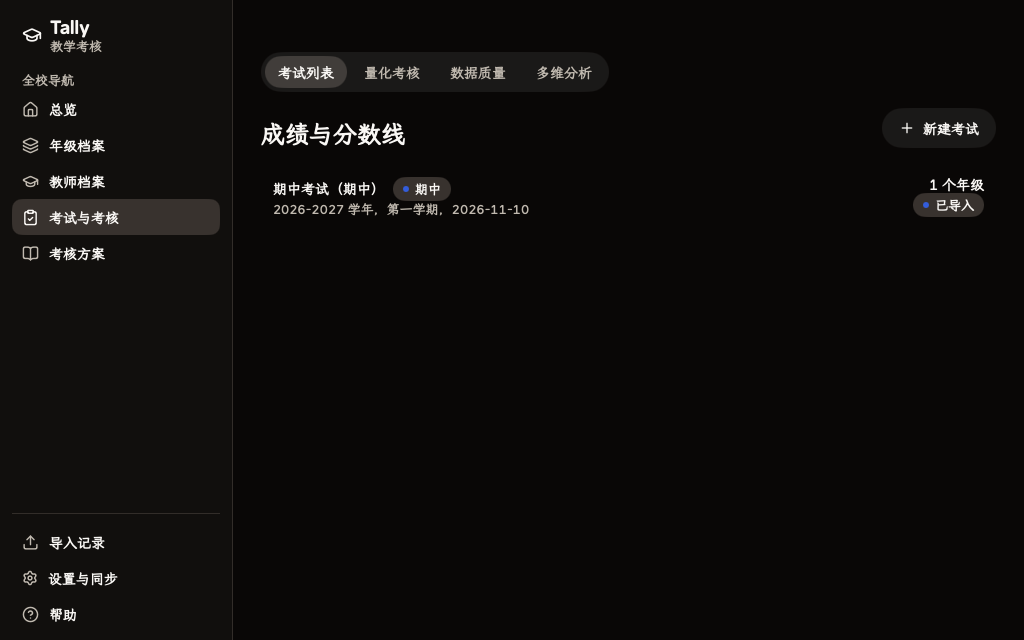 Tally
教学考核
全校导航
总览
年级档案
教师档案
考试与考核
考核方案
导入记录
设置与同步
帮助
考试列表 量化考核 数据质量 多维分析
成绩与分数线
新建考试
期中考试（期中） 期中
2026-2027 学年，第一学期，2026-11-10
1 个年级
已导入